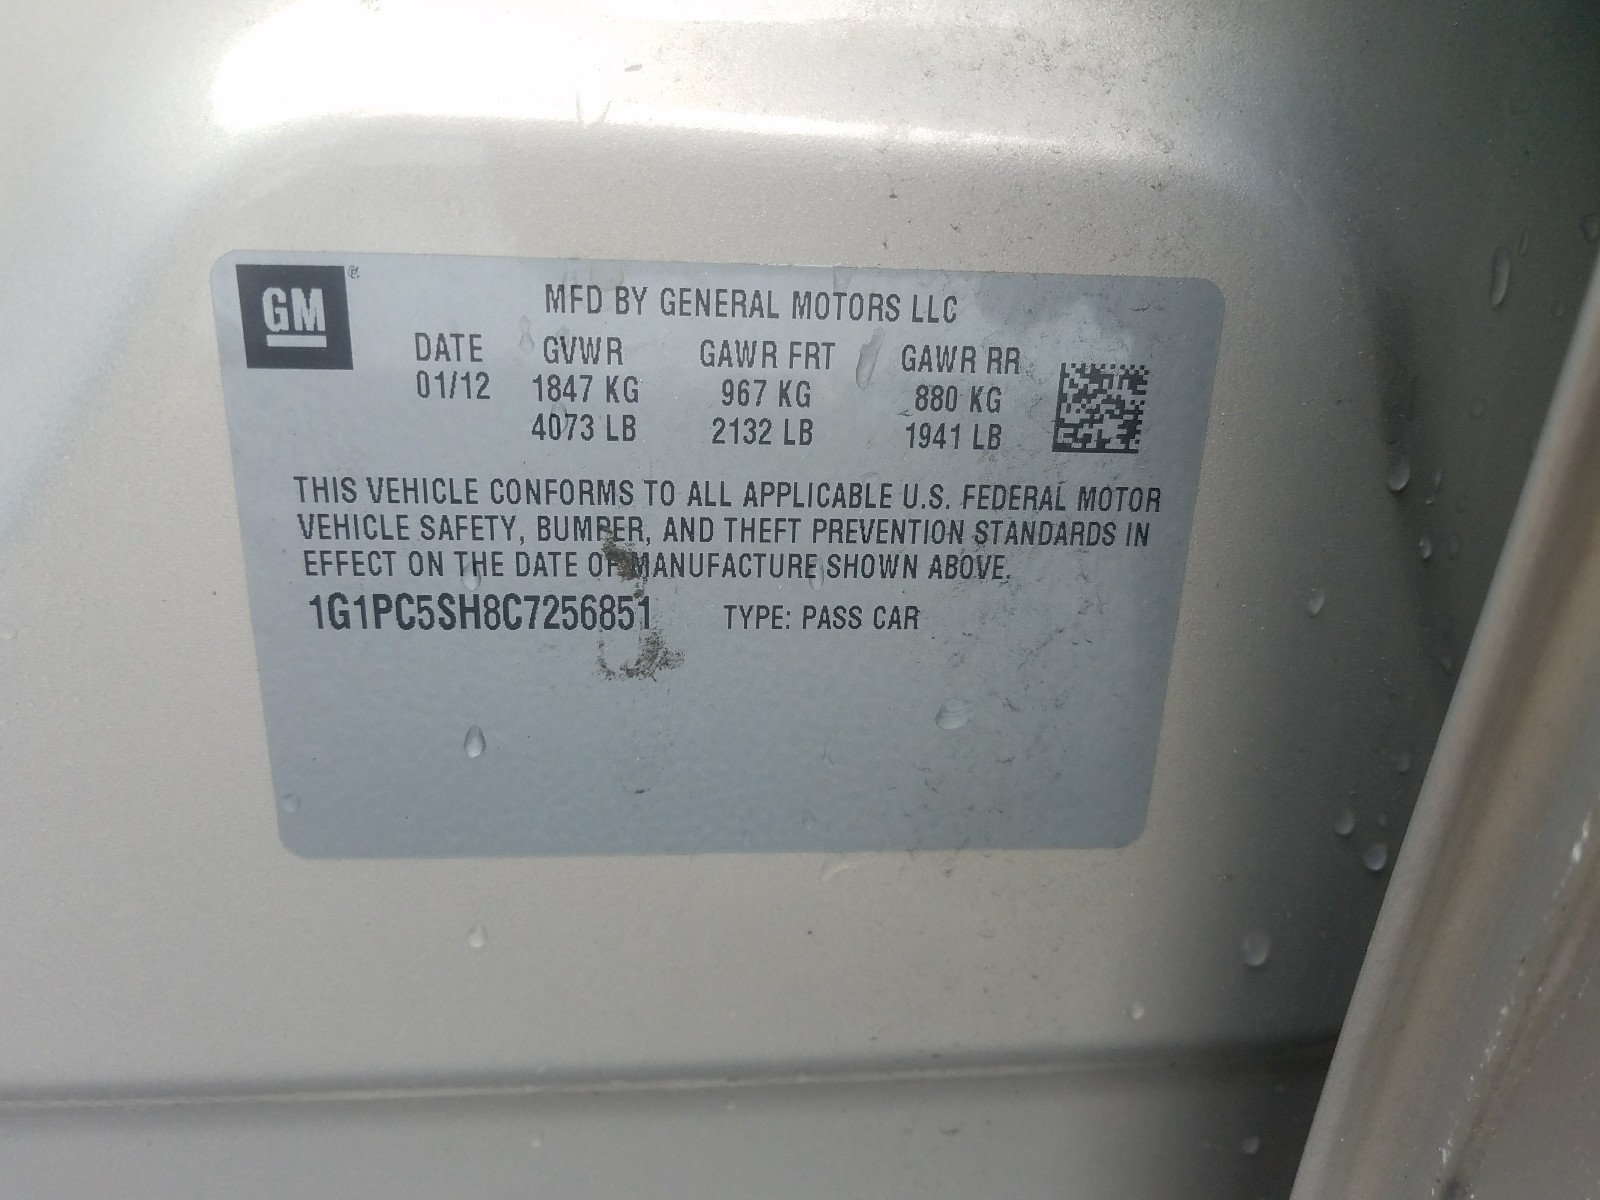 GM®
MFD BY GENERAL MOTORS LLC
DATE GVWR GAWR FRT GAWR RR
01/12 1847 KG 967 KG 880 KG
4073 LB 2132 LB 1941 LB
THIS VEHICLE CONFORMS TO ALL APPLICABLE U.S. FEDERAL MOTOR
VEHICLE SAFETY, BUMPER, AND THEFT PREVENTION STANDARDS IN
EFFECT ON THE DATE OF MANUFACTURE SHOWN ABOVE.
1G1PC5SH8C7256851 TYPE: PASS CAR